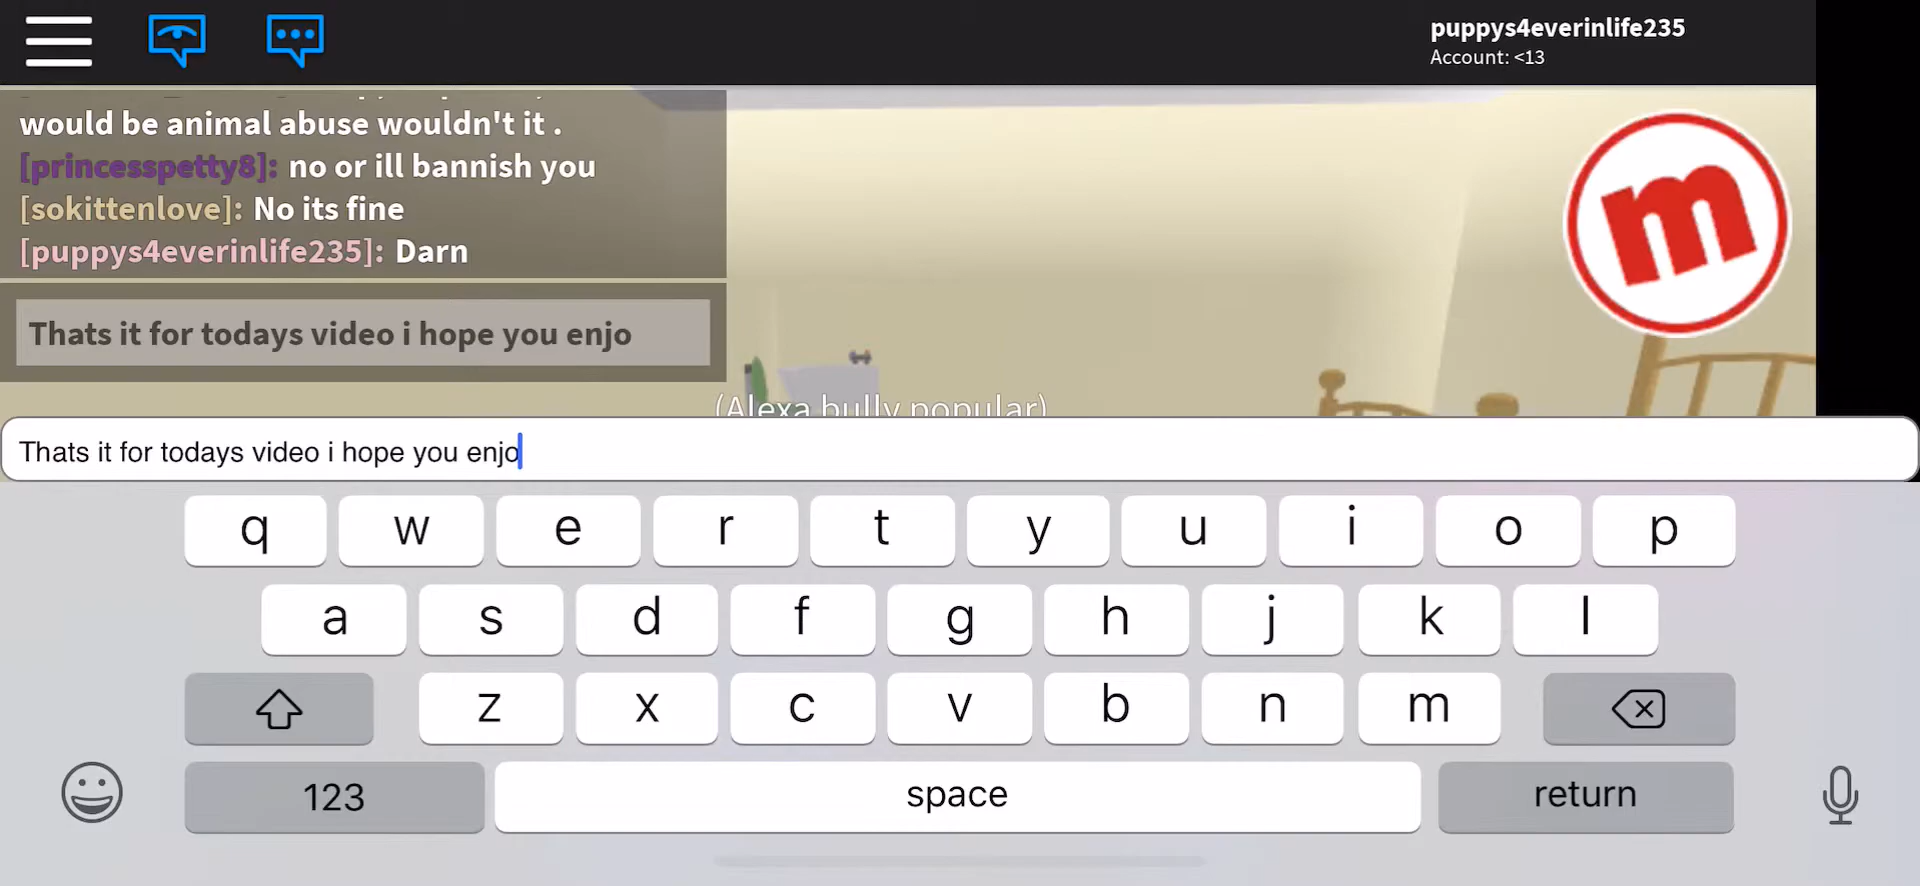 puppys4everinlife235
Account: <13
would be animal abuse wouldn't it .
[princesspetty8]: no or ill bannish you
[sokittenlove]: No its fine
[puppys4everinlife235]: Darn
m
Thats it for todays video i hope you enjo
(Alexa bully popular)
Thats it for todays video i hope you enjo
q w e r t y u i o p
a s d f g h j k l
z x c v b n m
123 space return